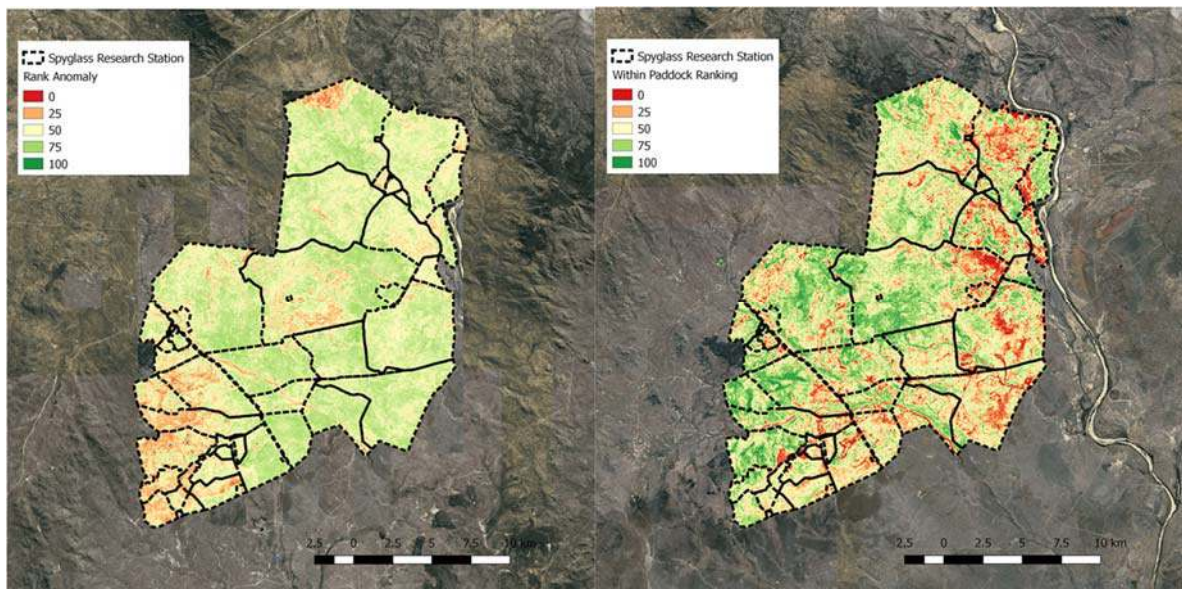 Spyglass Research Station
Rank Anomaly
0
25
50
75
100
2.5 0 2.5 5 7.5 10 km
Spyglass Research Station
Within Paddock Ranking
0
25
50
75
100
2.5 0 2.5 5 7.5 10 km